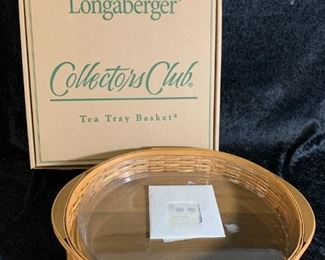 Longaberger
Collectors Club®
Tea Tray Basket®